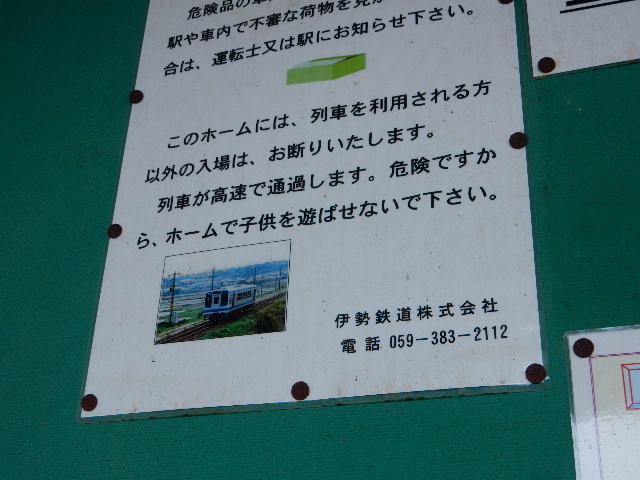 危険品の車
駅や車内で不審な荷物を見か
合は、運転士又は駅にお知らせ下さい。
このホームには、列車を利用される方
以外の入場は、お断りいたします。
列車が高速で通過します。危険ですか
ら、ホームで子供を遊ばせないで下さい。
伊勢鉄道株式会社
電話 059-383-2112